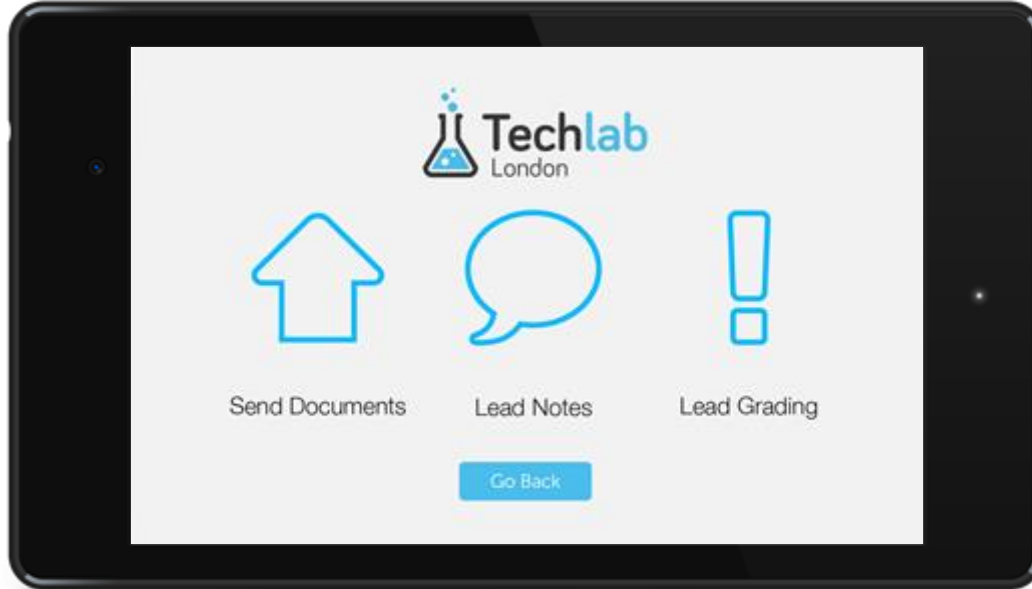 Techlab
London
Send Documents
Lead Notes
Lead Grading
Go Back